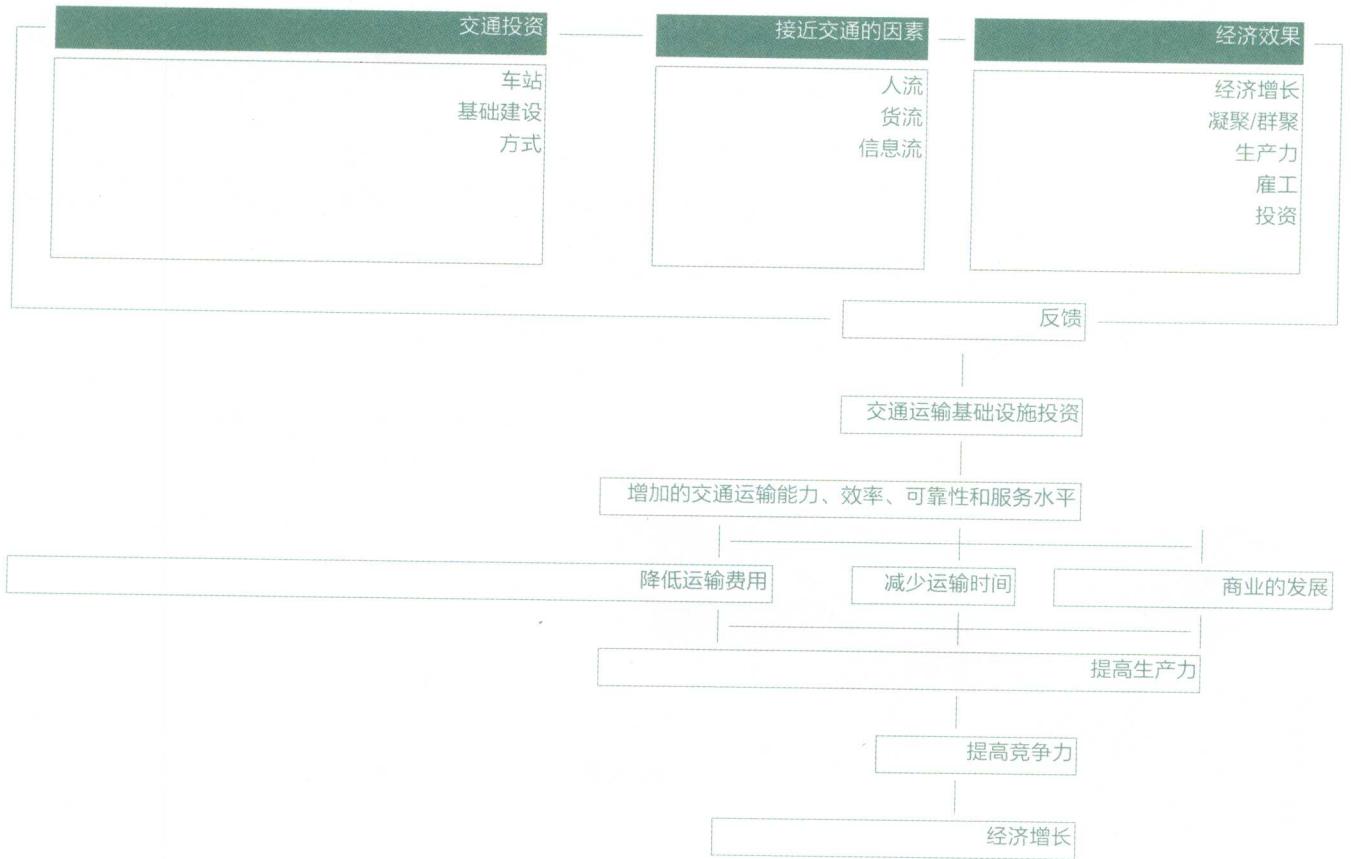 交通投资
接近交通的因素
经济效果
车站
基础建设
方式
人流
货流
信息流
经济增长
凝聚/群聚
生产力
雇工
投资
反馈
交通运输基础设施投资
增加的交通运输能力、效率、可靠性和服务水平
降低运输费用
减少运输时间
商业的发展
提高生产力
提高竞争力
经济增长